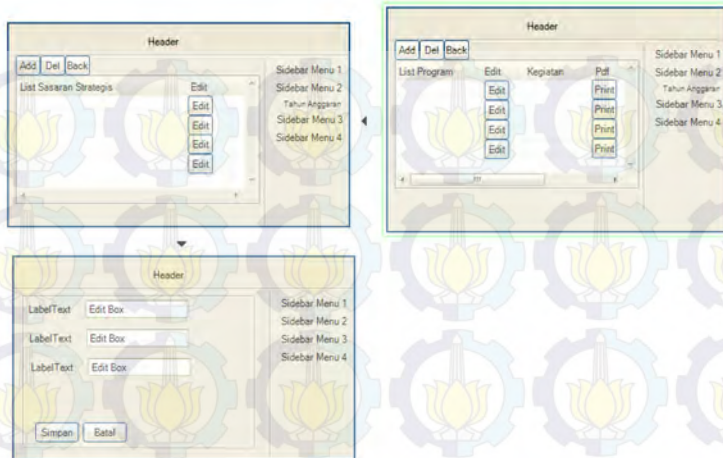 Header
Add Del Back
List Sasaran Strategis Edit
Edit
Edit
Edit
Edit
Sidebar Menu 1
Sidebar Menu 2
Tahun Anggaran
Sidebar Menu 3
Sidebar Menu 4
Header
Add Del Back
List Program Edit Kegiatan Pdf
Edit Print
Edit Print
Edit Print
Edit Print
Sidebar Menu 1
Sidebar Menu 2
Tahun Anggaran
Sidebar Menu 3
Sidebar Menu 4
Header
LabelText Edit Box
LabelText Edit Box
LabelText Edit Box
Simpan Batal
Sidebar Menu 1
Sidebar Menu 2
Sidebar Menu 3
Sidebar Menu 4